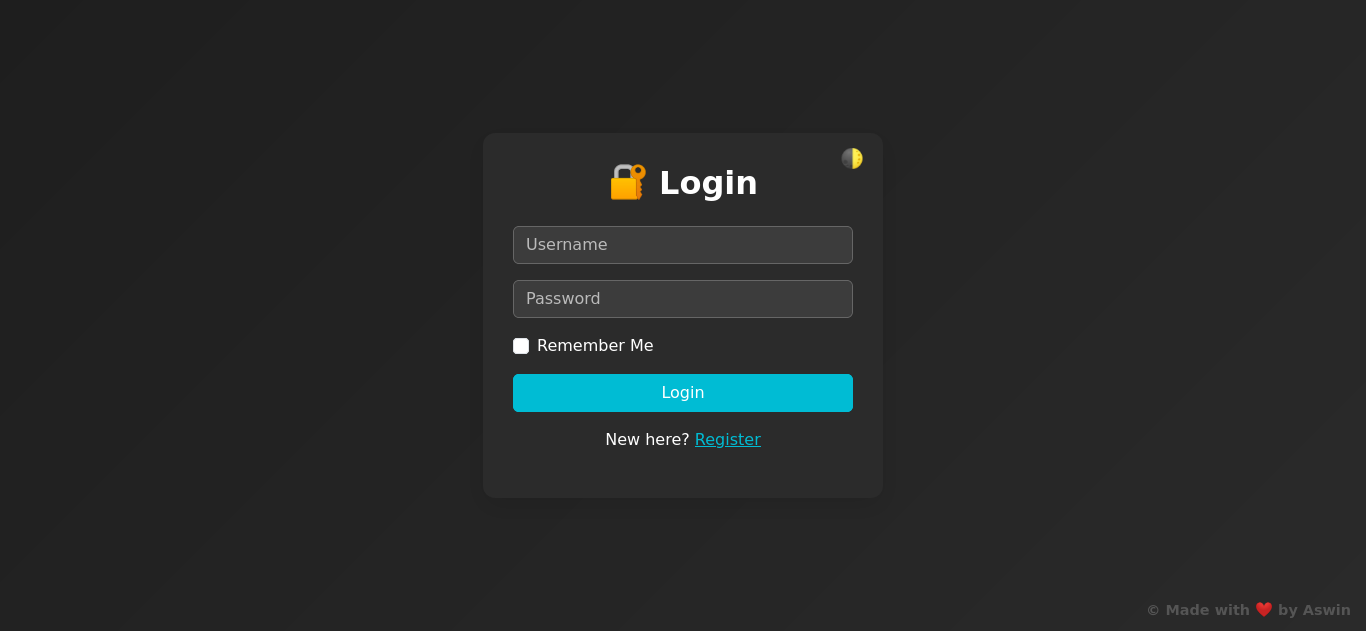 🔐 Login
Username
Password
Remember Me
Login
New here? Register
© Made with ❤️ by Aswin